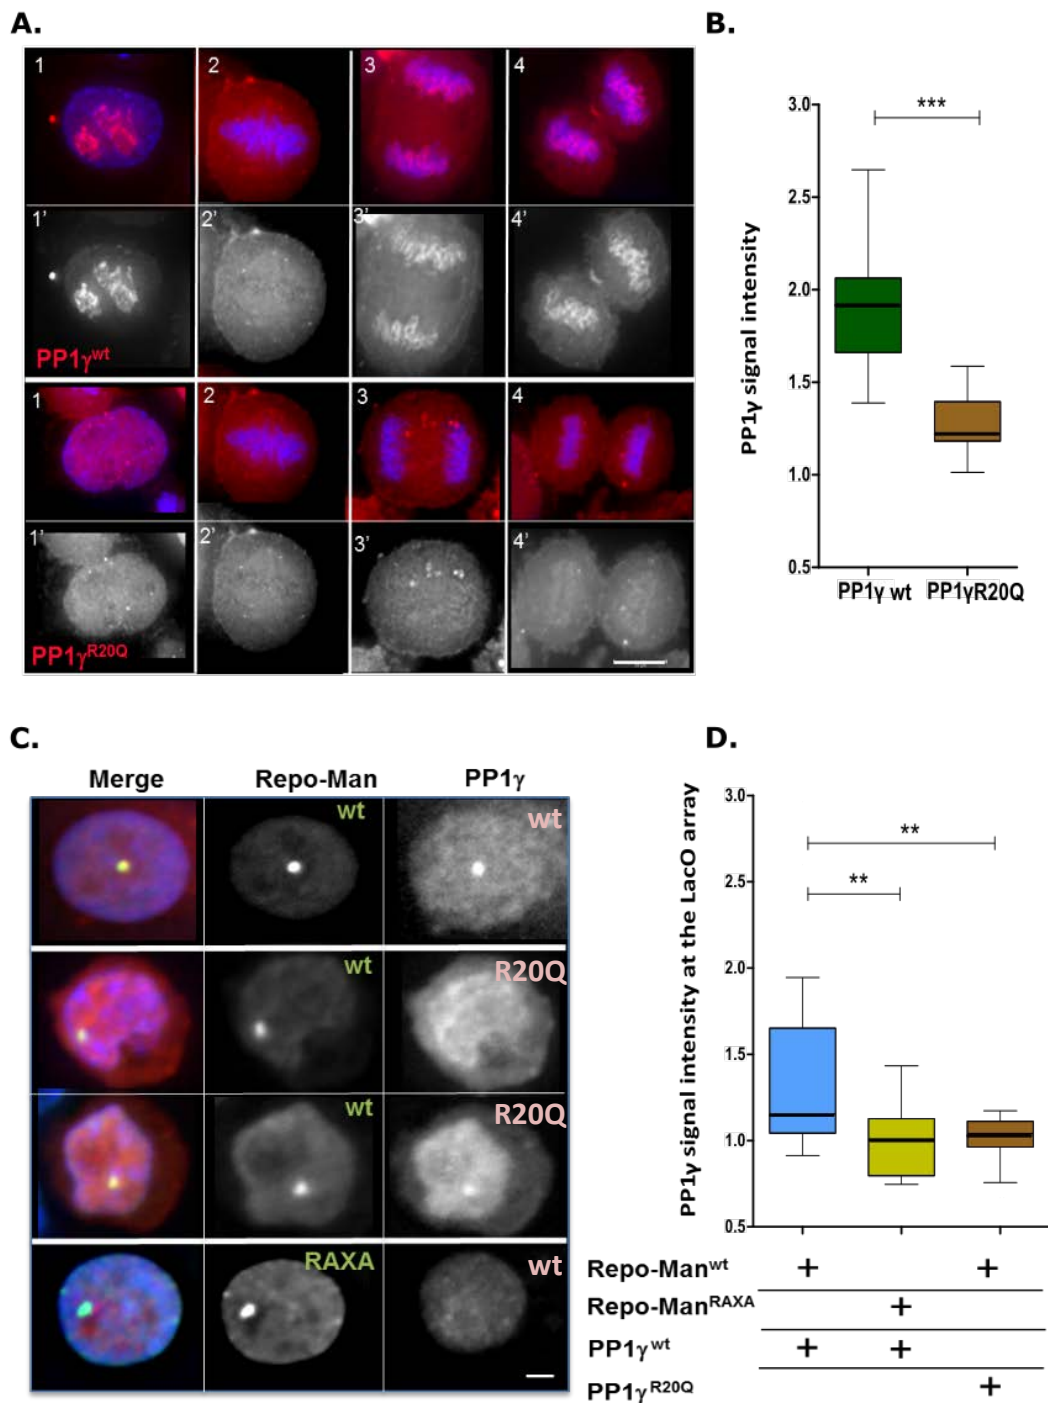 A.
B.
1 2 3 4
1' 2' 3' 4'
PP1γwt
1 2 3 4
1' 2' 3' 4'
PP1γR20Q
PP1γ signal intensity
3.0
2.5
2.0
1.5
1.0
0.5
***
PP1γ wt PP1γR20Q
C.
D.
Merge Repo-Man PP1γ
wt wt
wt R20Q
wt R20Q
RAXA wt
PP1γ signal intensity at the LacO array
3.0
2.5
2.0
1.5
1.0
0.5
**
**
Repo-Manwt + +
Repo-ManRAXA +
PP1γwt + +
PP1γR20Q +